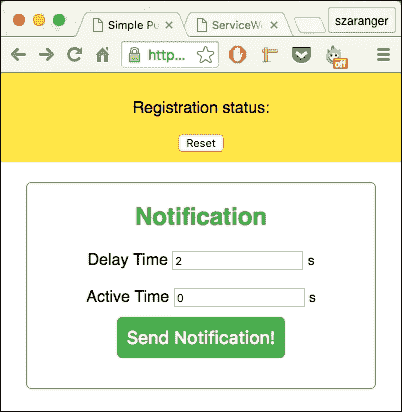 Simple Pu
ServiceW
szaranger
http...
off
Registration status:
Reset
Notification
Delay Time 2 s
Active Time 0 s
Send Notification!